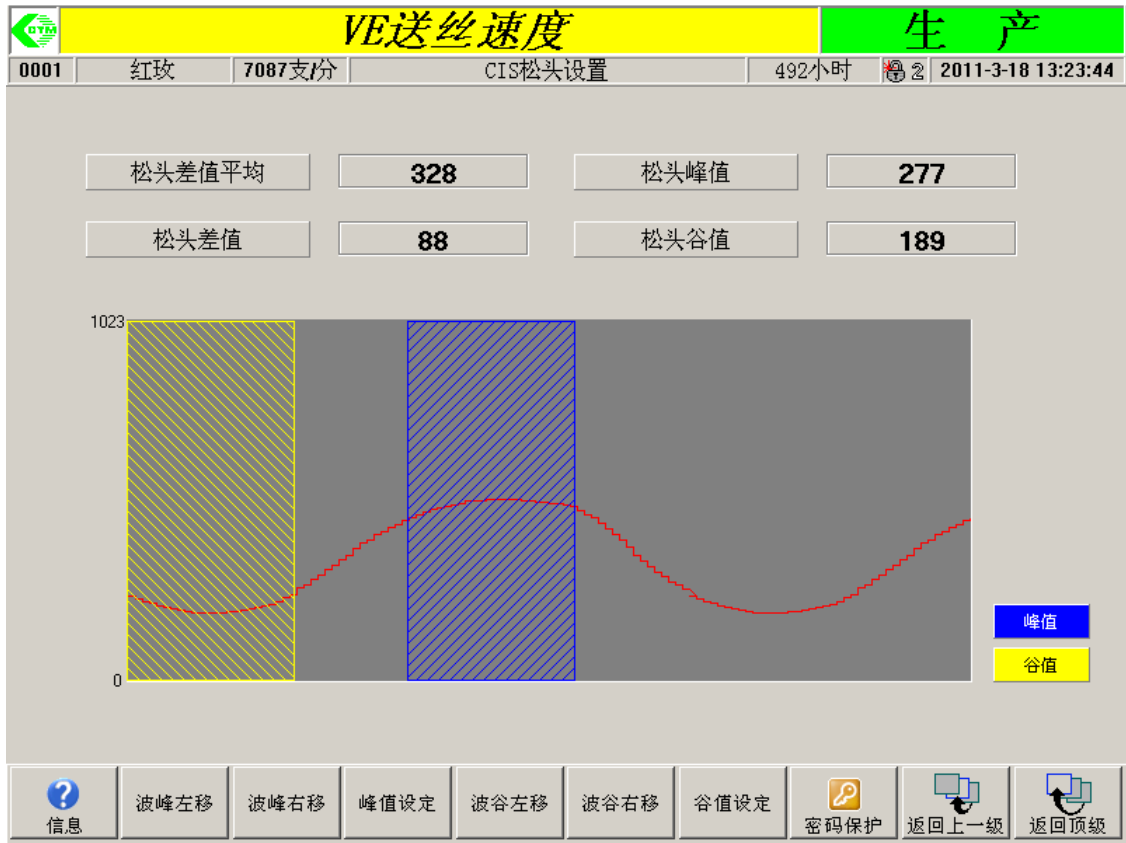 VE送丝速度 生 产
0001 红玫 7087支/分 CIS松头设置 492小时 2 2011-3-18 13:23:44
松头差值平均 328 松头峰值 277
松头差值 88 松头谷值 189
1023
峰值
谷值
0
信息 波峰左移 波峰右移 峰值设定 波谷左移 波谷右移 谷值设定 密码保护 返回上一级 返回顶级